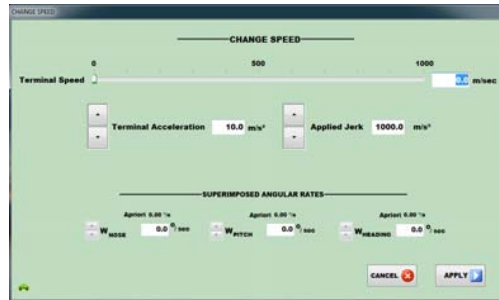 CHANGE SPEED
CHANGE SPEED
0 500 1000
Terminal Speed 0.0 m/sec
Terminal Acceleration 10.0 m/s² Applied Jerk 1000.0 m/s³
SUPERIMPOSED ANGULAR RATES
Apriori 0.00 °/s Apriori 0.00 °/s Apriori 0.00 °/s
W NOSE 0.0 °/sec W PITCH 0.0 °/sec W HEADING 0.0 °/sec
CANCEL APPLY